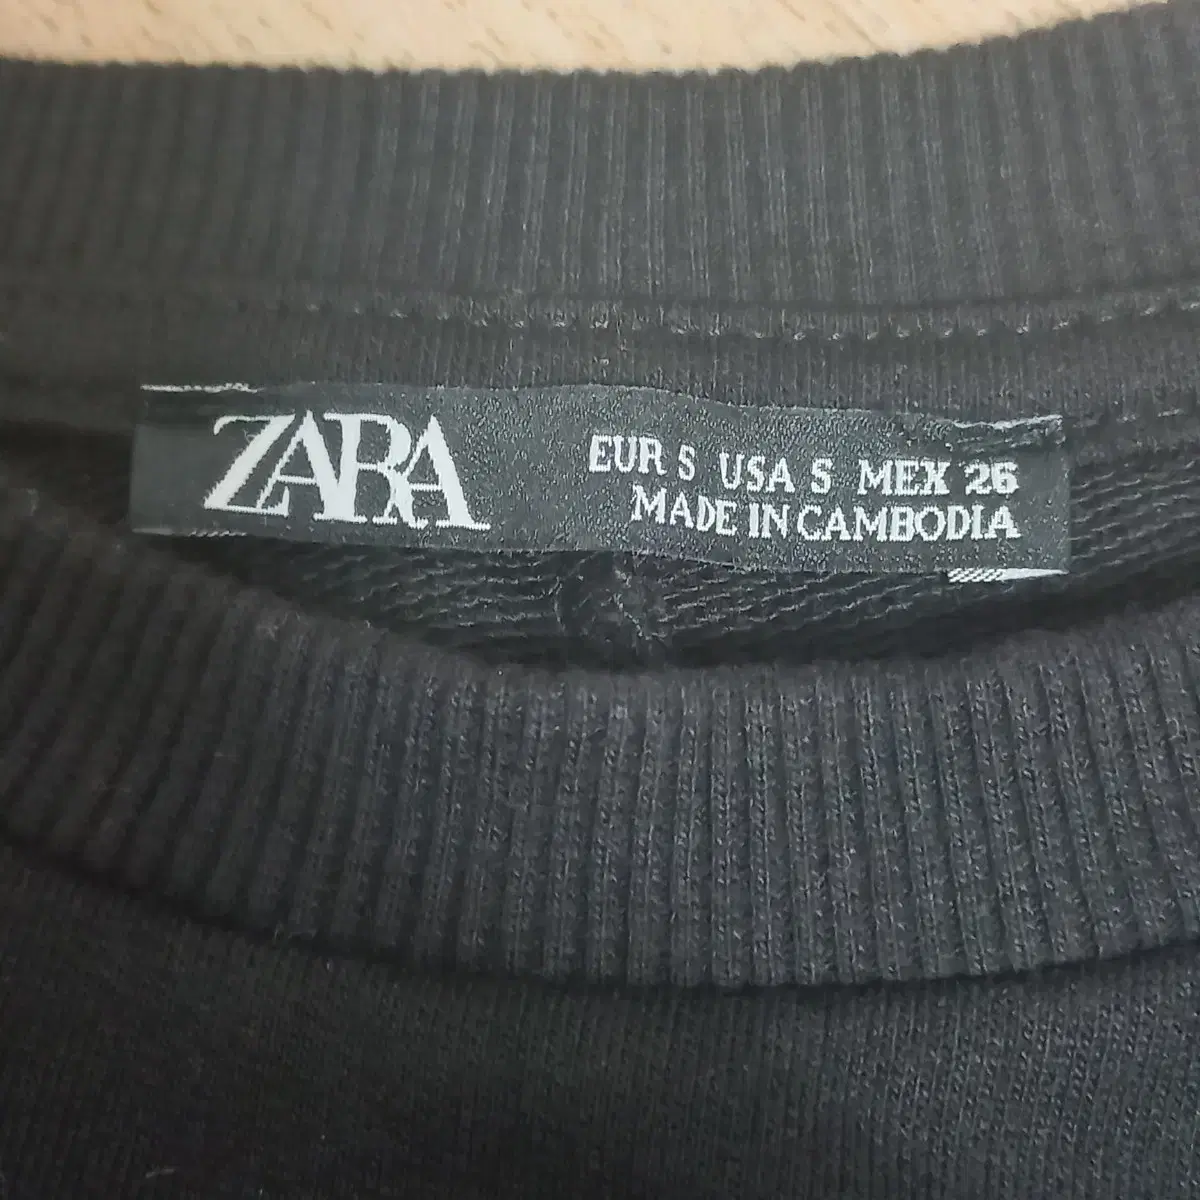 ZARA
EUR S USA S MEX 26
MADE IN CAMBODIA